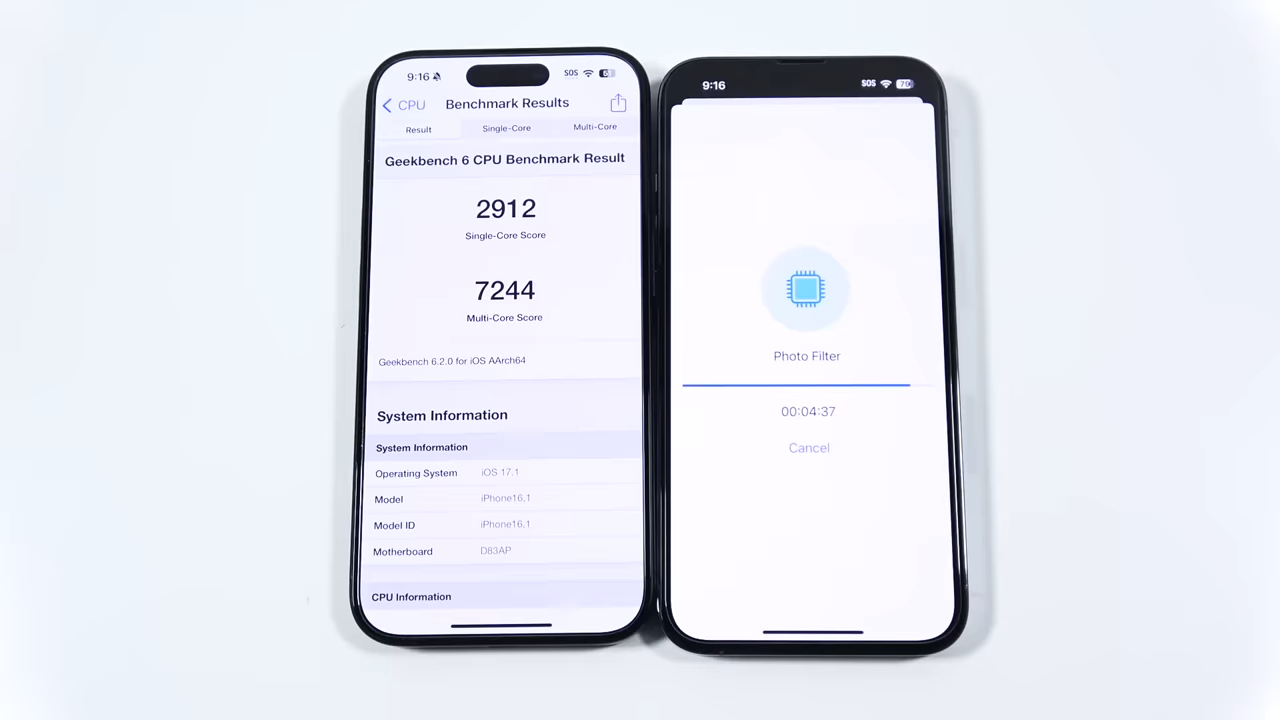 9:16
SOS
CPU
Benchmark Results
Result
Single-Core
Multi-Core
Geekbench 6 CPU Benchmark Result
2912
Single-Core Score
7244
Multi-Core Score
Geekbench 6.2.0 for iOS AArch64
System Information
System Information
Operating System iOS 17.1
Model iPhone16,1
Model ID iPhone16,1
Motherboard D83AP
CPU Information
9:16
SOS 79
Photo Filter
00:04:37
Cancel